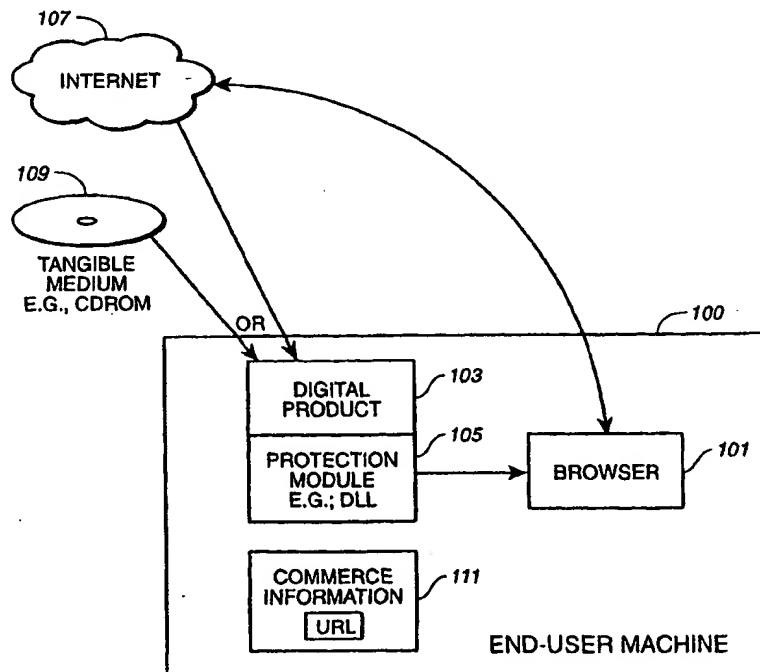 107
INTERNET
109
TANGIBLE
MEDIUM
E.G., CDROM
OR
100
DIGITAL
PRODUCT
103
105
PROTECTION
MODULE
E.G.; DLL
BROWSER
101
COMMERCE
INFORMATION
URL
111
END-USER MACHINE